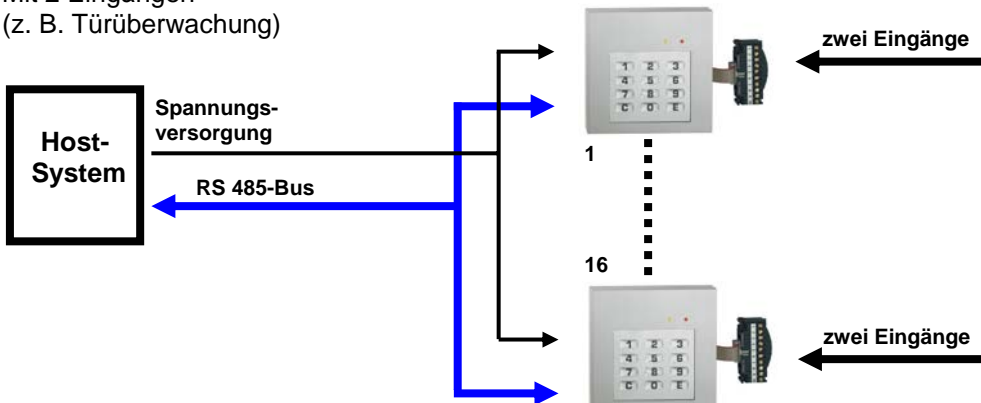 (z. B. Türüberwachung)
zwei Eingänge
1 2 3
4 5 6
7 8 9
C 0 E
Spannungs-
versorgung
Host-
System
1
RS 485-Bus
16
zwei Eingänge
1 2 3
4 5 6
7 8 9
C 0 E